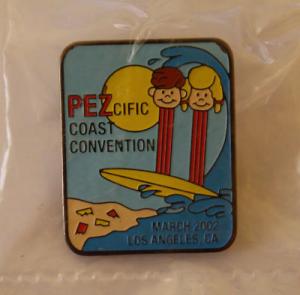 PEZCIFIC
COAST
CONVENTION
MARCH 2002
LOS ANGELES, CA